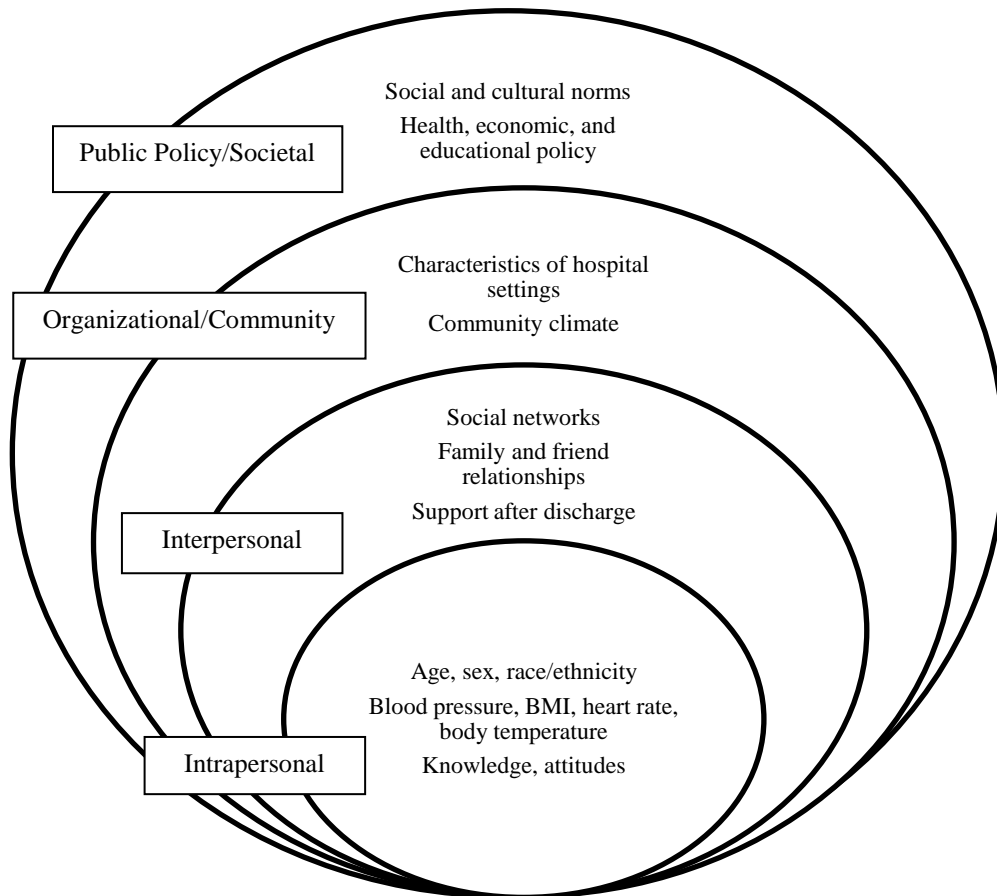 Social and cultural norms
Health, economic, and
educational policy
Public Policy/Societal
Characteristics of hospital
settings
Community climate
Organizational/Community
Social networks
Family and friend
relationships
Support after discharge
Interpersonal
Age, sex, race/ethnicity
Blood pressure, BMI, heart rate,
body temperature
Knowledge, attitudes
Intrapersonal